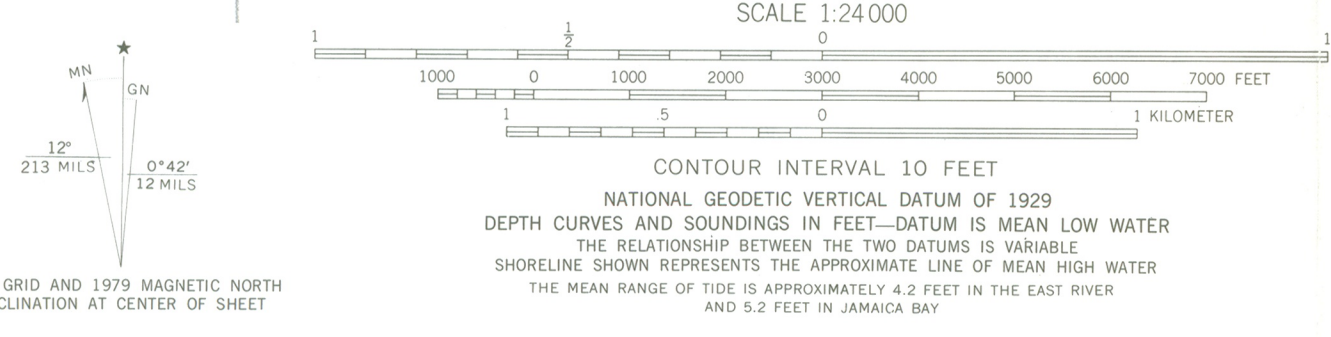 SCALE 1:24 000
1 ½ 0 1
1000 0 1000 2000 3000 4000 5000 6000 7000 FEET
1 .5 0 1 KILOMETER
★
MN
GN
12°
213 MILS
0°42′
12 MILS
GRID AND 1979 MAGNETIC NORTH
CLINATION AT CENTER OF SHEET
CONTOUR INTERVAL 10 FEET
NATIONAL GEODETIC VERTICAL DATUM OF 1929
DEPTH CURVES AND SOUNDINGS IN FEET—DATUM IS MEAN LOW WATER
THE RELATIONSHIP BETWEEN THE TWO DATUMS IS VARIABLE
SHORELINE SHOWN REPRESENTS THE APPROXIMATE LINE OF MEAN HIGH WATER
THE MEAN RANGE OF TIDE IS APPROXIMATELY 4.2 FEET IN THE EAST RIVER
AND 5.2 FEET IN JAMAICA BAY